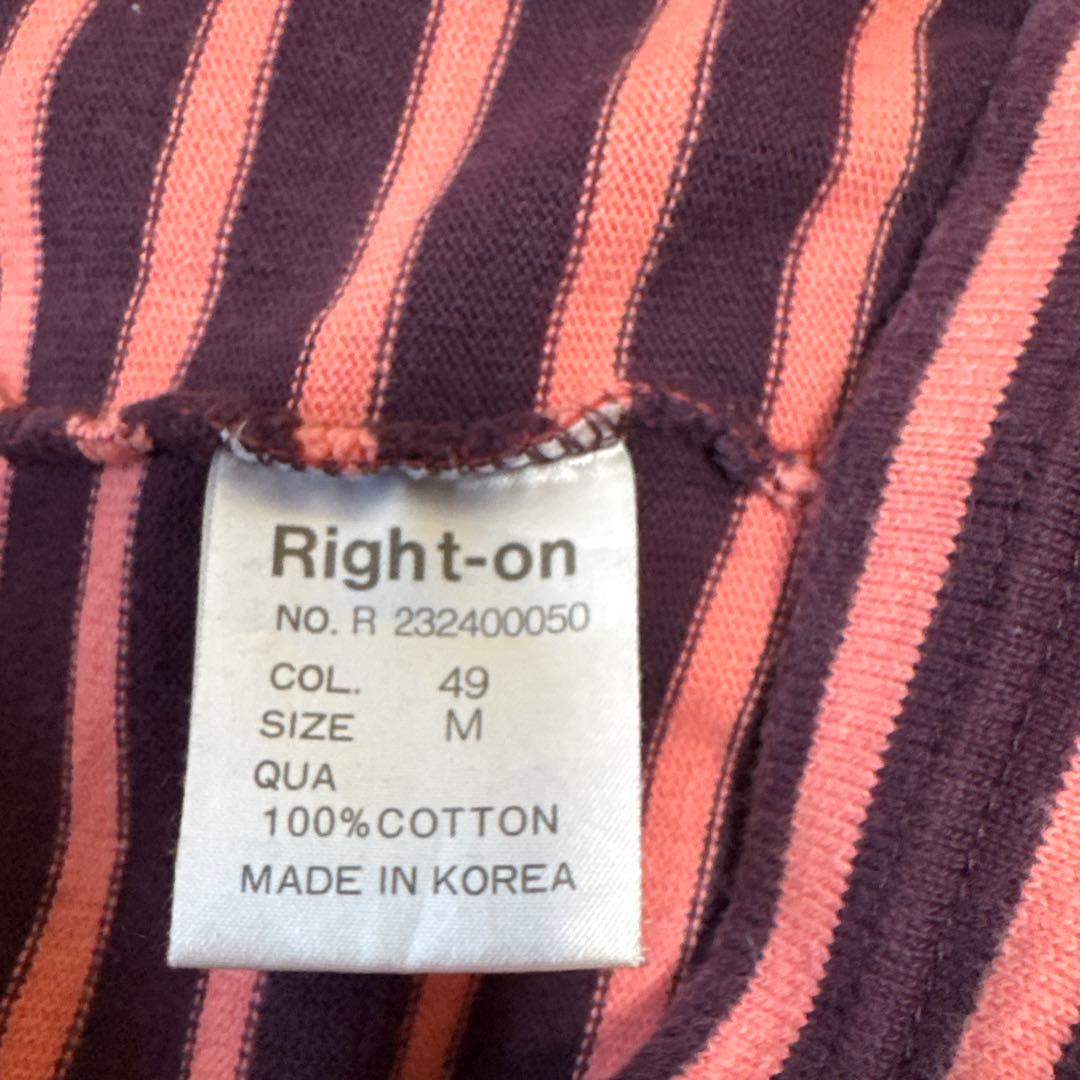 Right-on
NO. R 232400050
COL. 49
SIZE M
QUA
100%COTTON
MADE IN KOREA